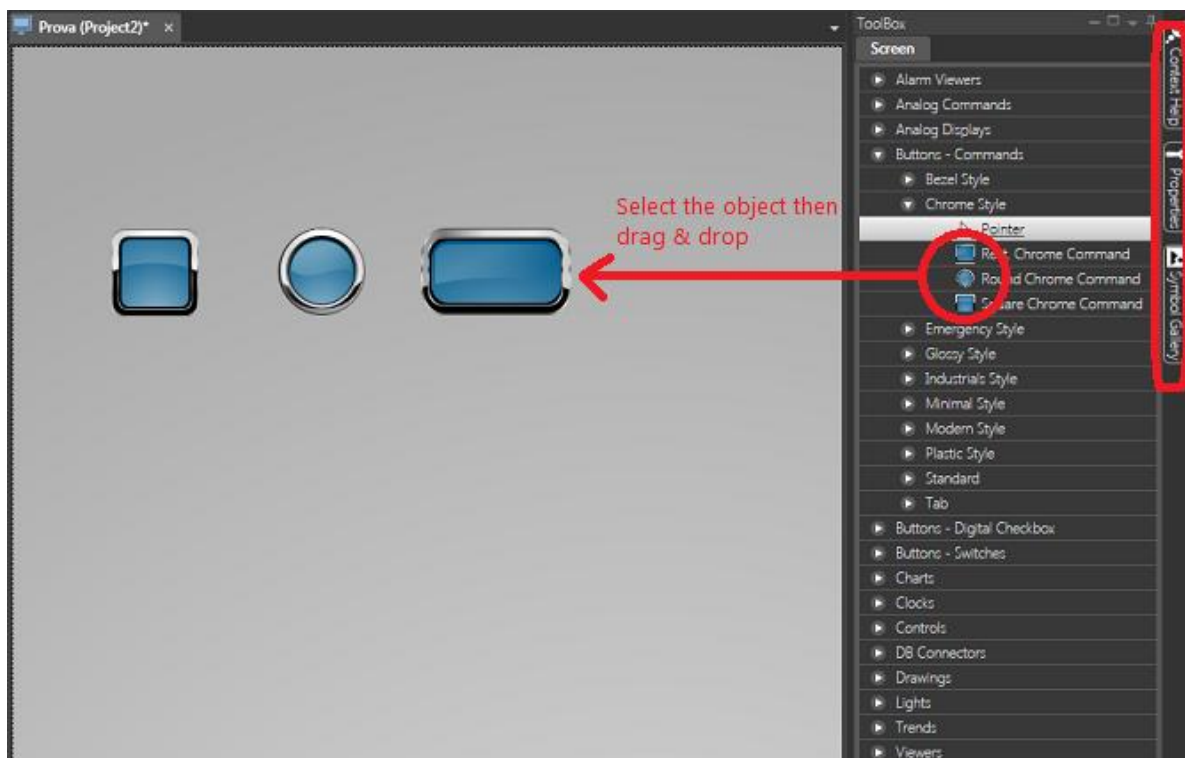 Prova (Project2)* ×
ToolBox
Screen
Alarm Viewers
Analog Commands
Analog Displays
Buttons - Commands
Bezel Style
Chrome Style
Pointer
Rect. Chrome Command
Round Chrome Command
Square Chrome Command
Emergency Style
Glossy Style
Industrials Style
Minimal Style
Modern Style
Plastic Style
Standard
Tab
Buttons - Digital Checkbox
Buttons - Switches
Charts
Clocks
Controls
DB Connectors
Drawings
Lights
Trends
Viewers
Select the object then
drag & drop
Context Help
Properties
Symbol Gallery